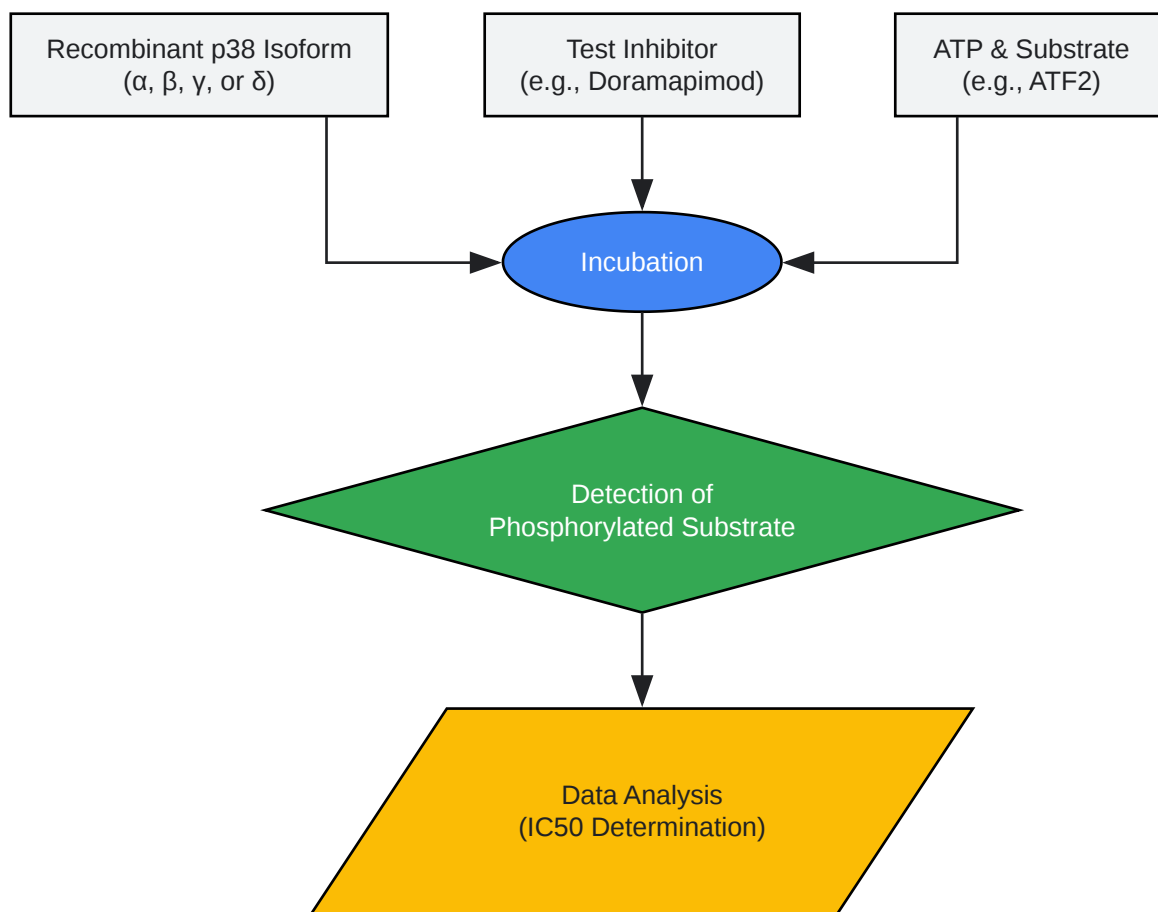 Recombinant p38 Isoform
(α, β, γ, or δ)
Test Inhibitor
(e.g., Doramapimod)
ATP & Substrate
(e.g., ATF2)
Incubation
Detection of
Phosphorylated Substrate
Data Analysis
(IC50 Determination)